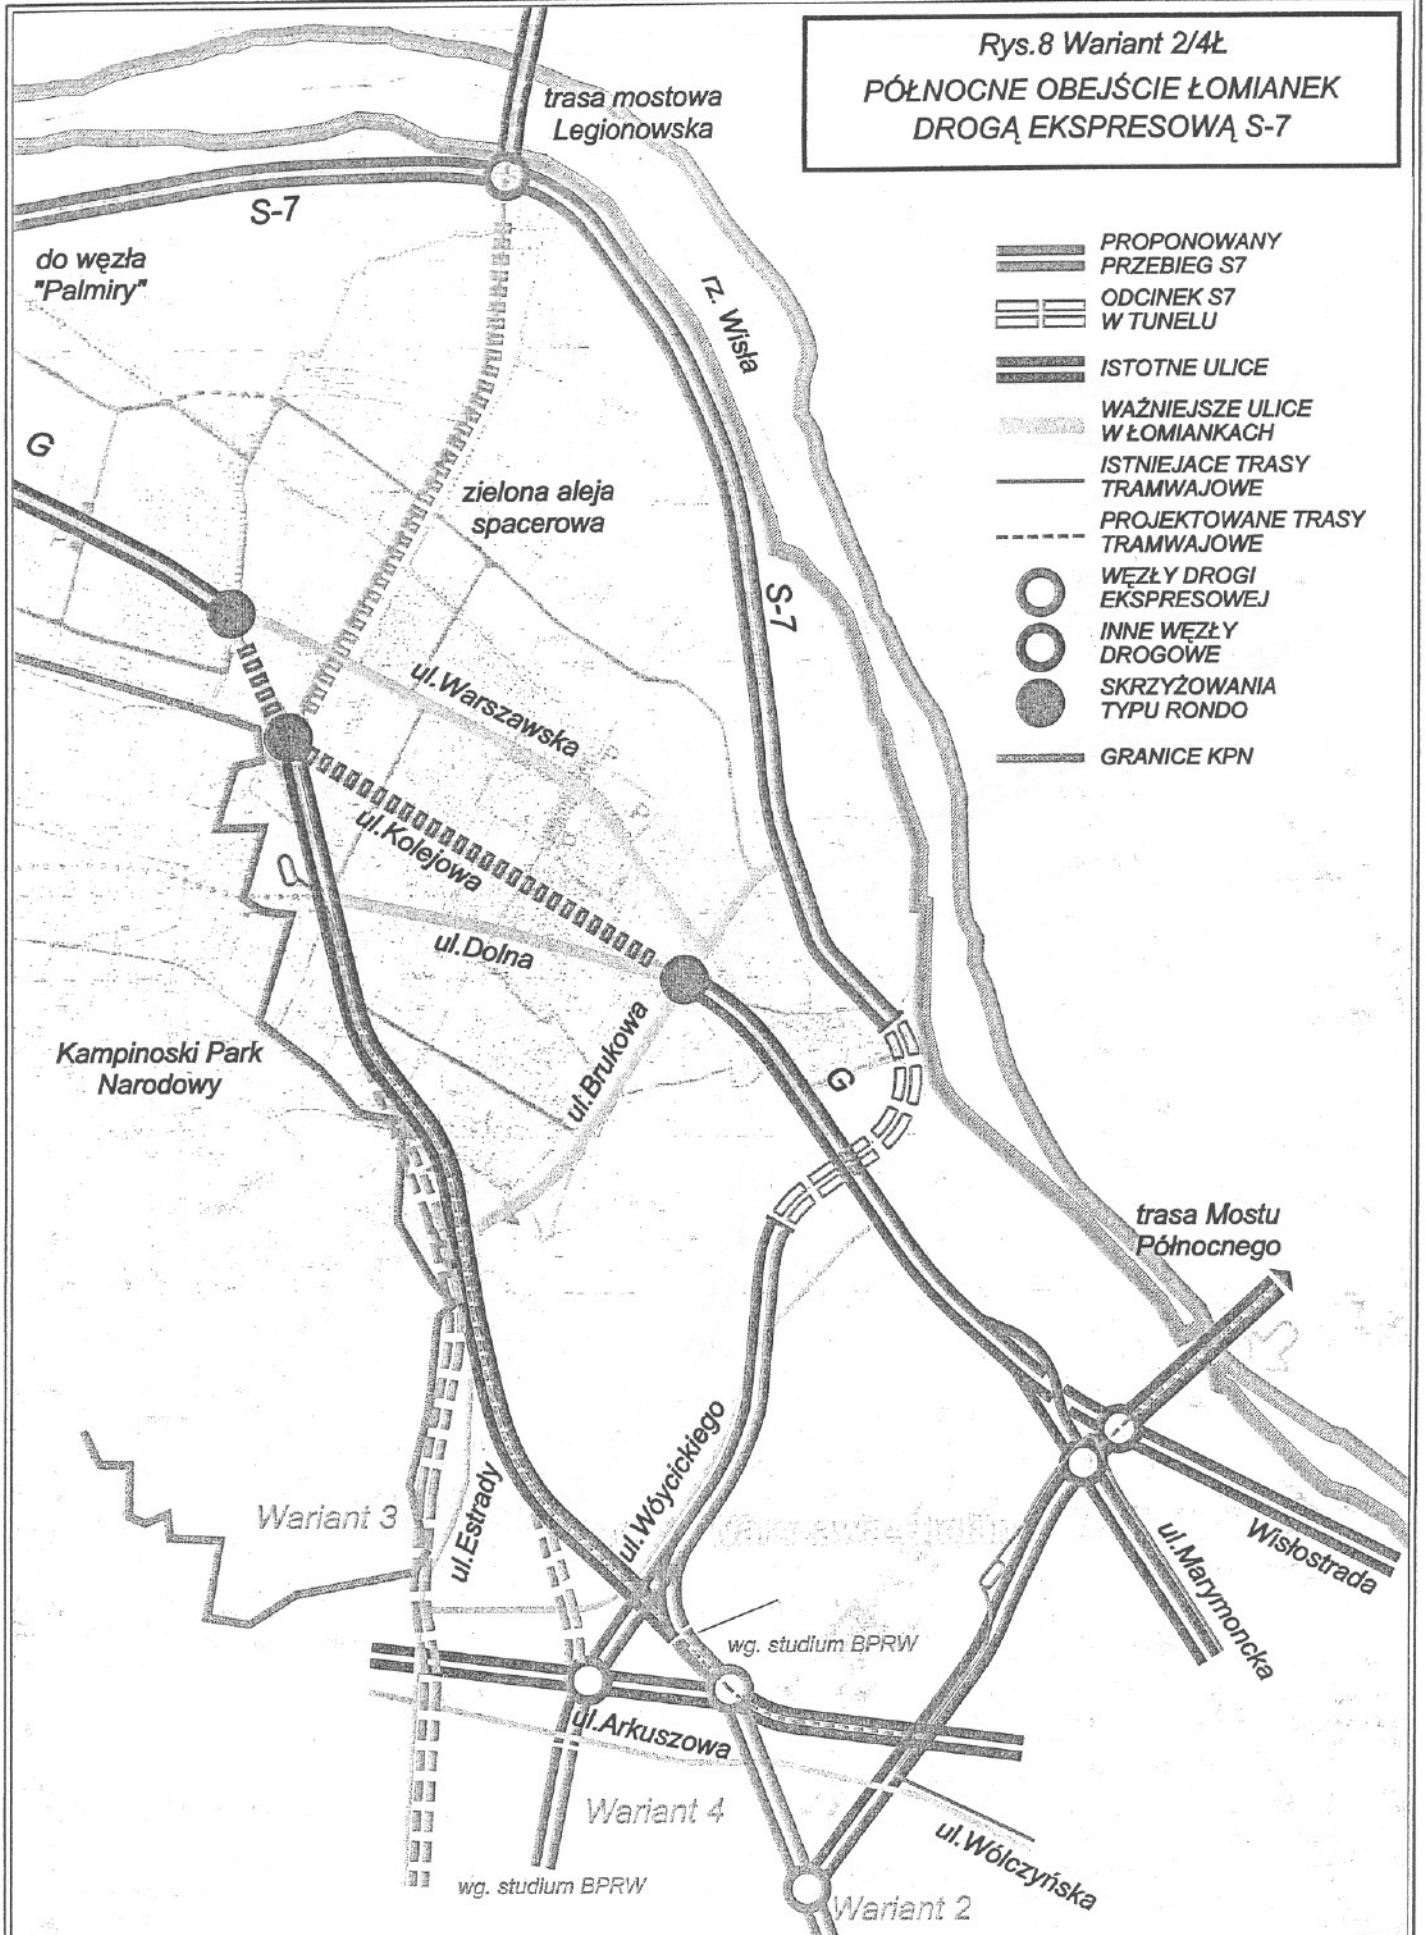 Rys.8 Wariant 2/4Ł
PÓŁNOCNE OBEJŚCIE ŁOMIANEK
DROGĄ EKSPRESOWĄ S-7
trasa mostowa
Legionowska
S-7
do węzła
"Palmiry"
rz. Wisła
PROPONOWANY
PRZEBIEG S7
ODCINEK S7
W TUNELU
ISTOTNE ULICE
WAŻNIEJSZE ULICE
W ŁOMIANKACH
ISTNIEJACE TRASY
TRAMWAJOWE
PROJEKTOWANE TRASY
TRAMWAJOWE
WĘZŁY DROGI
EKSPRESOWEJ
INNE WĘZŁY
DROGOWE
SKRZYŻOWANIA
TYPU RONDO
GRANICE KPN
G
zielona aleja
spacerowa
S-7
ul.Warszawska
ul.Kolejowa
ul.Dolna
ul.Brukowa
Kampinoski Park
Narodowy
G
trasa Mostu
Północnego
Wariant 3
ul.Estrady
ul.Wóycickiego
ul.Marymoncka
Wisłostrada
wg. studium BPRW
ul.Arkuszowa
Wariant 4
ul.Wólczyńska
wg. studium BPRW
Wariant 2